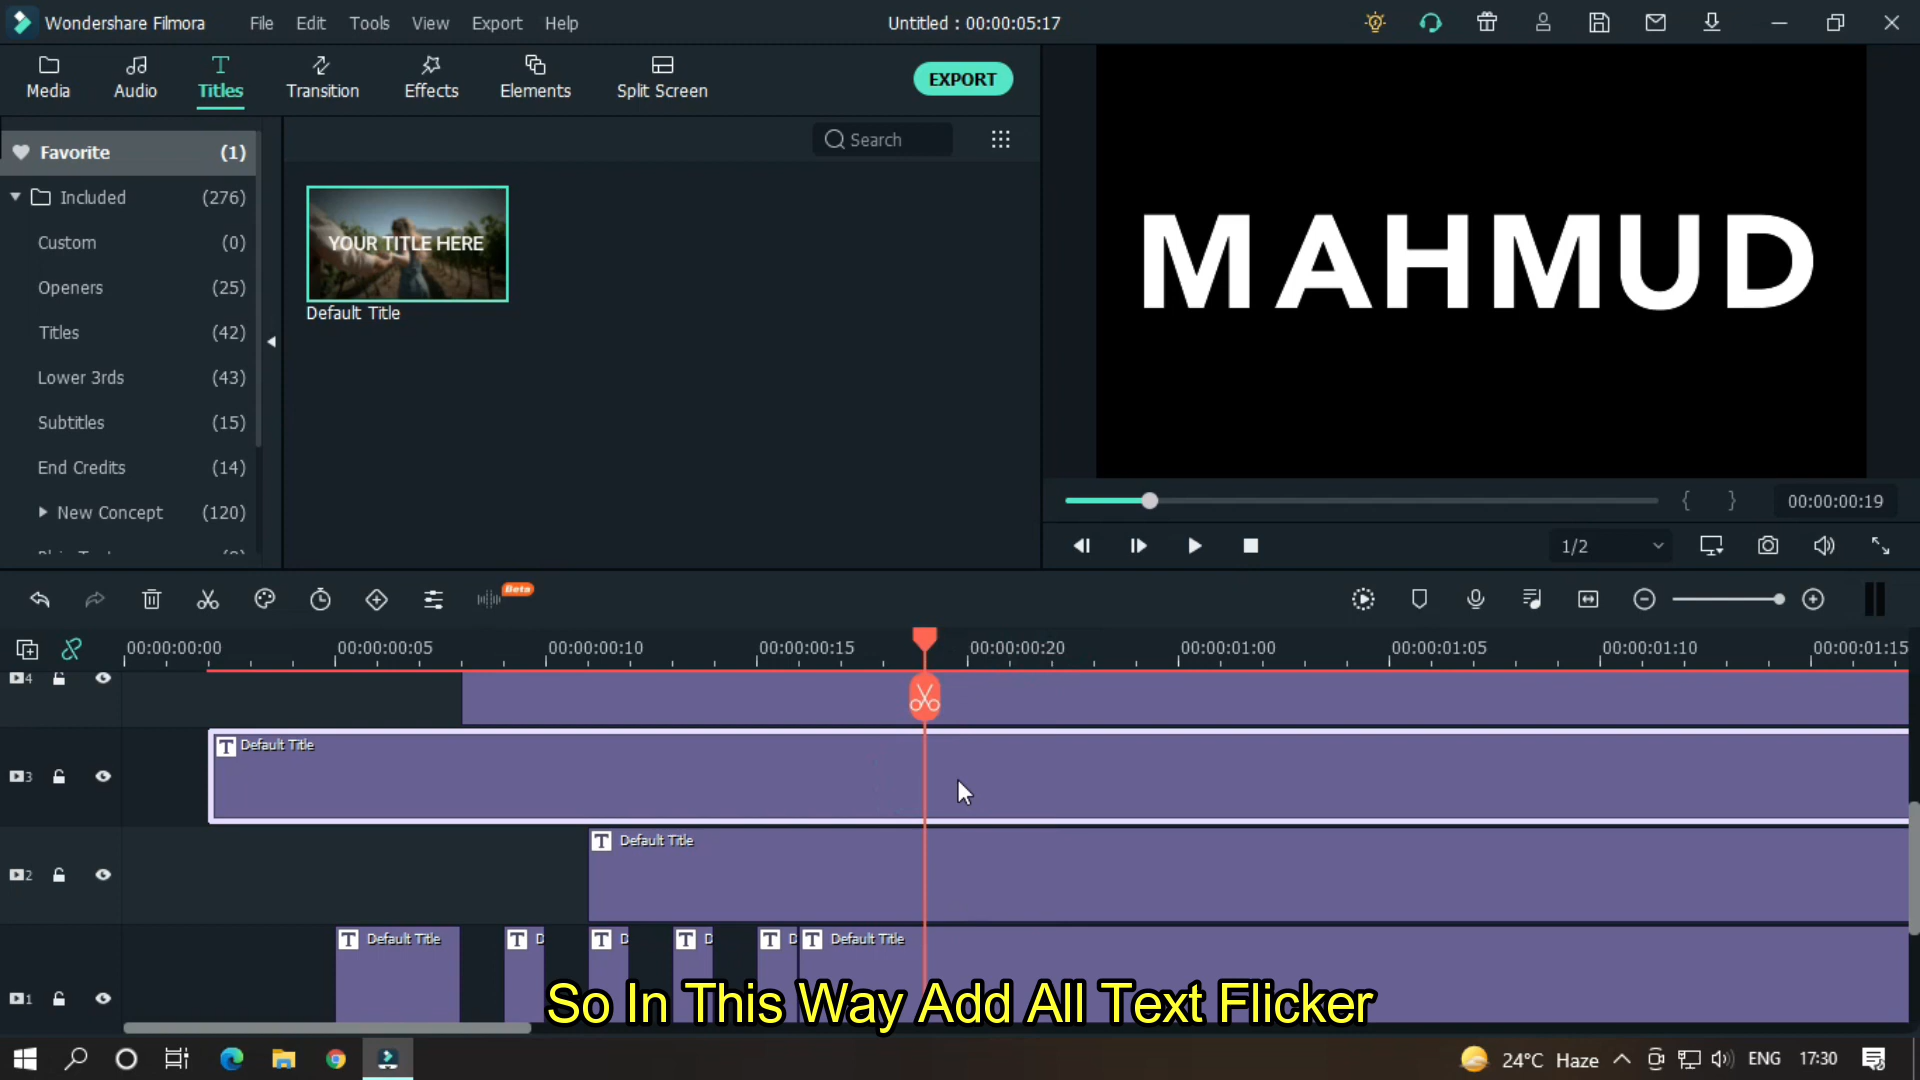 Wondershare Filmora File Edit Tools View Export Help Untitled : 00:00:05:17
Media Audio Titles Transition Effects Elements Split Screen EXPORT
Favorite (1)
Search
Included (276)
Custom (0)
Openers (25)
Titles (42)
Lower 3rds (43)
Subtitles (15)
End Credits (14)
New Concept (120)
YOUR TITLE HERE
Default Title
MAHMUD
{ } 00:00:00:19
1/2
Beta
00:00:00:00 00:00:00:05 00:00:00:10 00:00:00:15 00:00:00:20 00:00:01:00 00:00:01:05 00:00:01:10 00:00:01:15
4
T Default Title
3
T Default Title
2
T Default Title T D T D T D T D T Default Title
1
So In This Way Add All Text Flicker
24°C Haze ENG 17:30